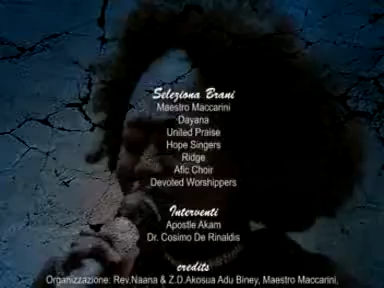 Seleziona Brani
Maestro Maccarini
Dayana
United Praise
Hope Singers
Ridge
Afic Choir
Devoted Worshippers
Interventi
Apostle Akam
Dr. Cosimo De Rinaldis
credits
Organizzazione: Rev.Naana & Z.D.Akosua Adu Biney, Maestro Maccarini,